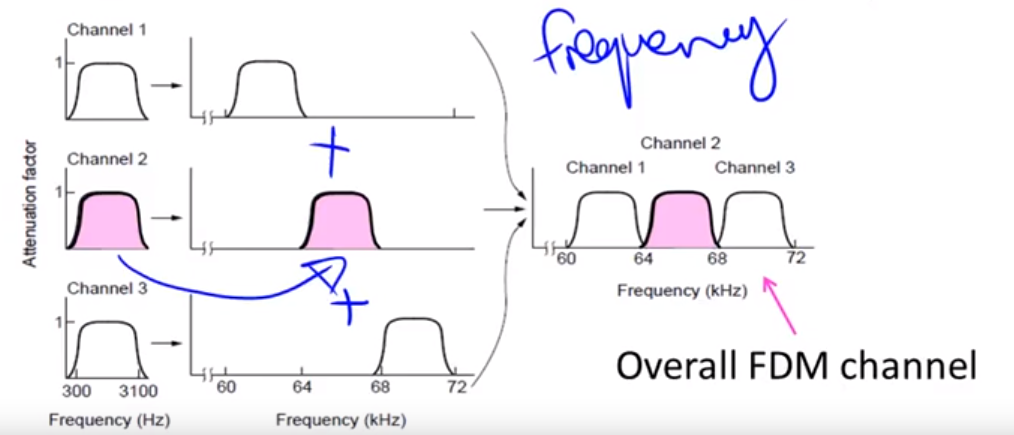 Channel 1
1
frequency
+
Channel 2
1
Attenuation factor
Channel 3
1
+
300 3100
Frequency (Hz)
60 64 68 72
Frequency (kHz)
Channel 2
Channel 1 Channel 3
60 64 68 72
Frequency (kHz)
Overall FDM channel